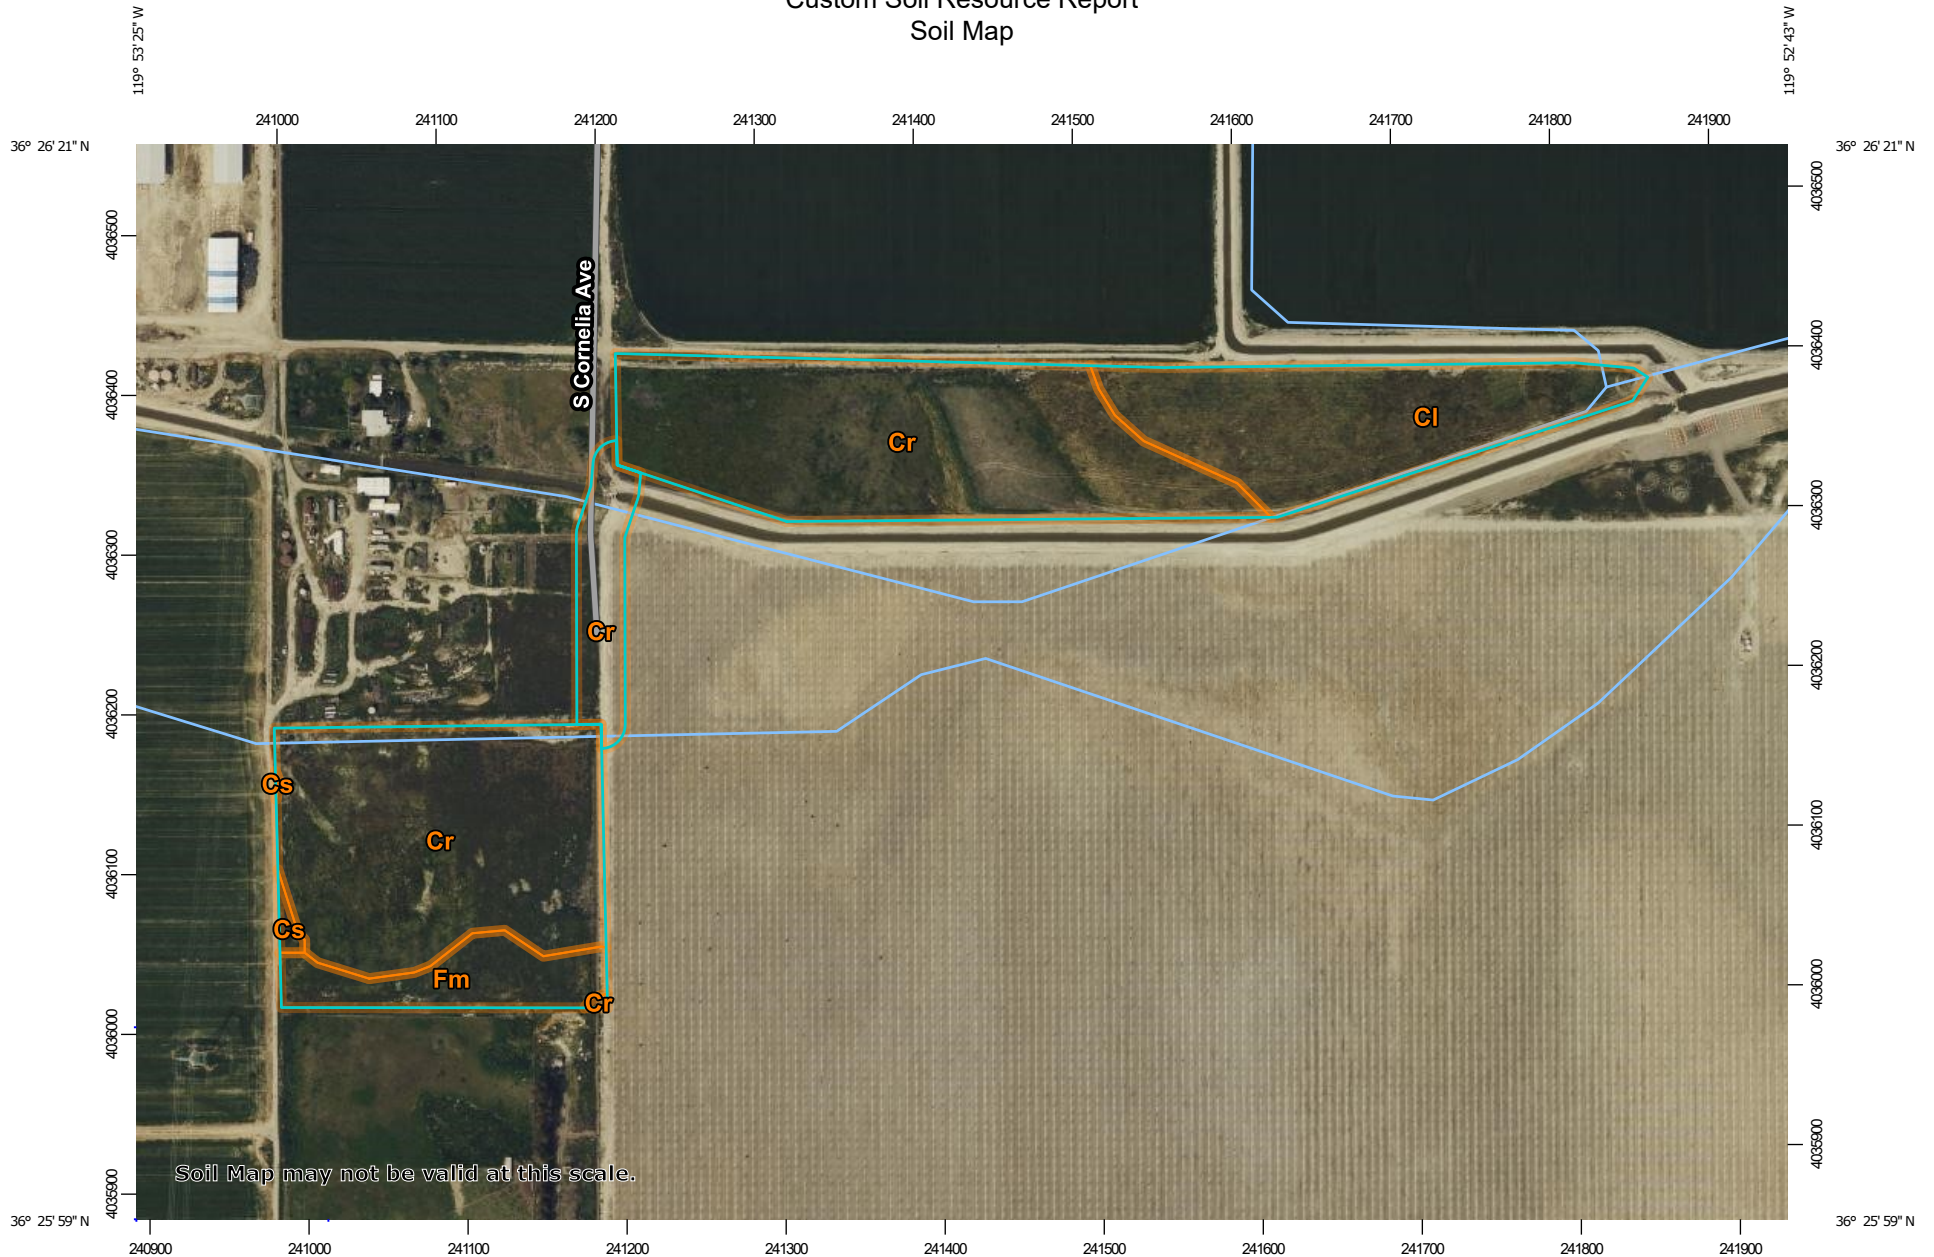 Custom Soil Resource Report
Soil Map
119° 53' 25" W
119° 52' 43" W
241000 241100 241200 241300 241400 241500 241600 241700 241800 241900
36° 26' 21" N
36° 26' 21" N
4036500
4036400
4036300
4036200
4036100
4036000
4035900
S Cornelia Ave
Cr
Cl
Cr
Cs
Cr
Cs
Fm
Cr
Soil Map may not be valid at this scale.
4036500
4036400
4036300
4036200
4036100
4036000
4035900
36° 25' 59" N
36° 25' 59" N
240900 241000 241100 241200 241300 241400 241500 241600 241700 241800 241900